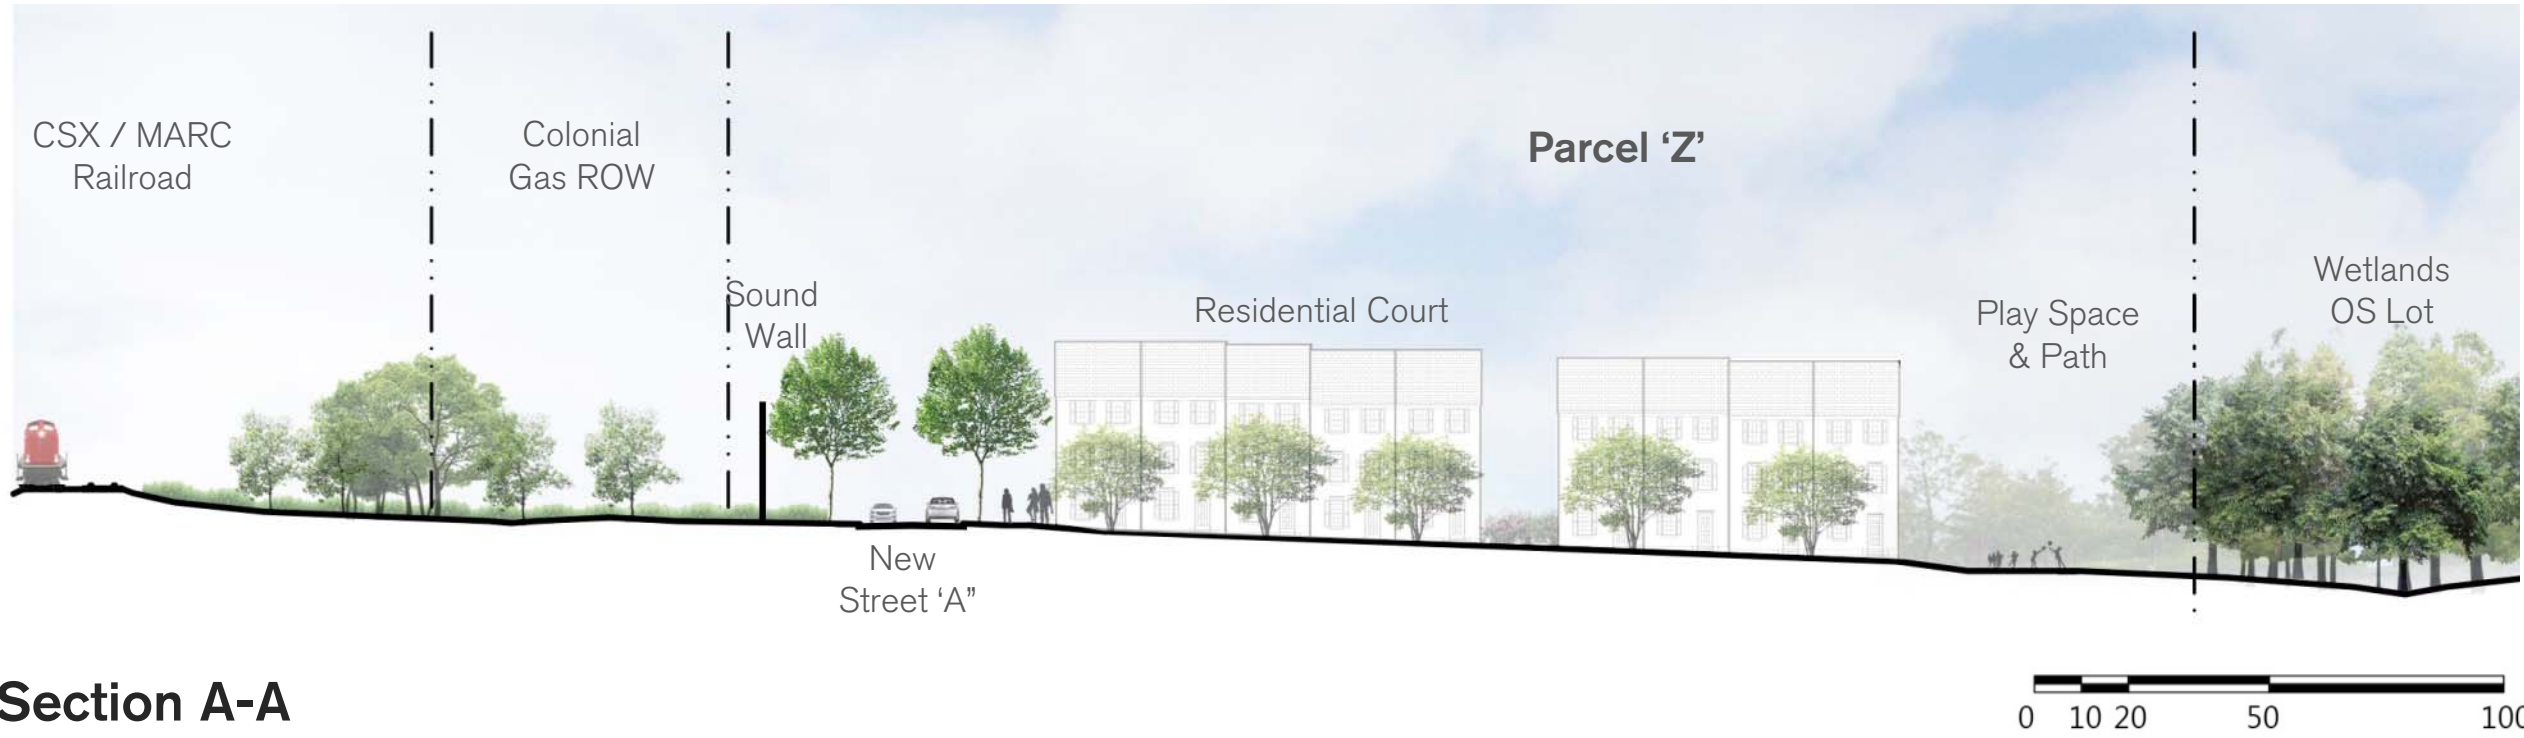 CSX / MARC
Railroad
Colonial
Gas ROW
Parcel ‘Z’
Sound
Wall
Residential Court
Play Space
& Path
Wetlands
OS Lot
New
Street ‘A”
Section A-A
0 10 20 50 100